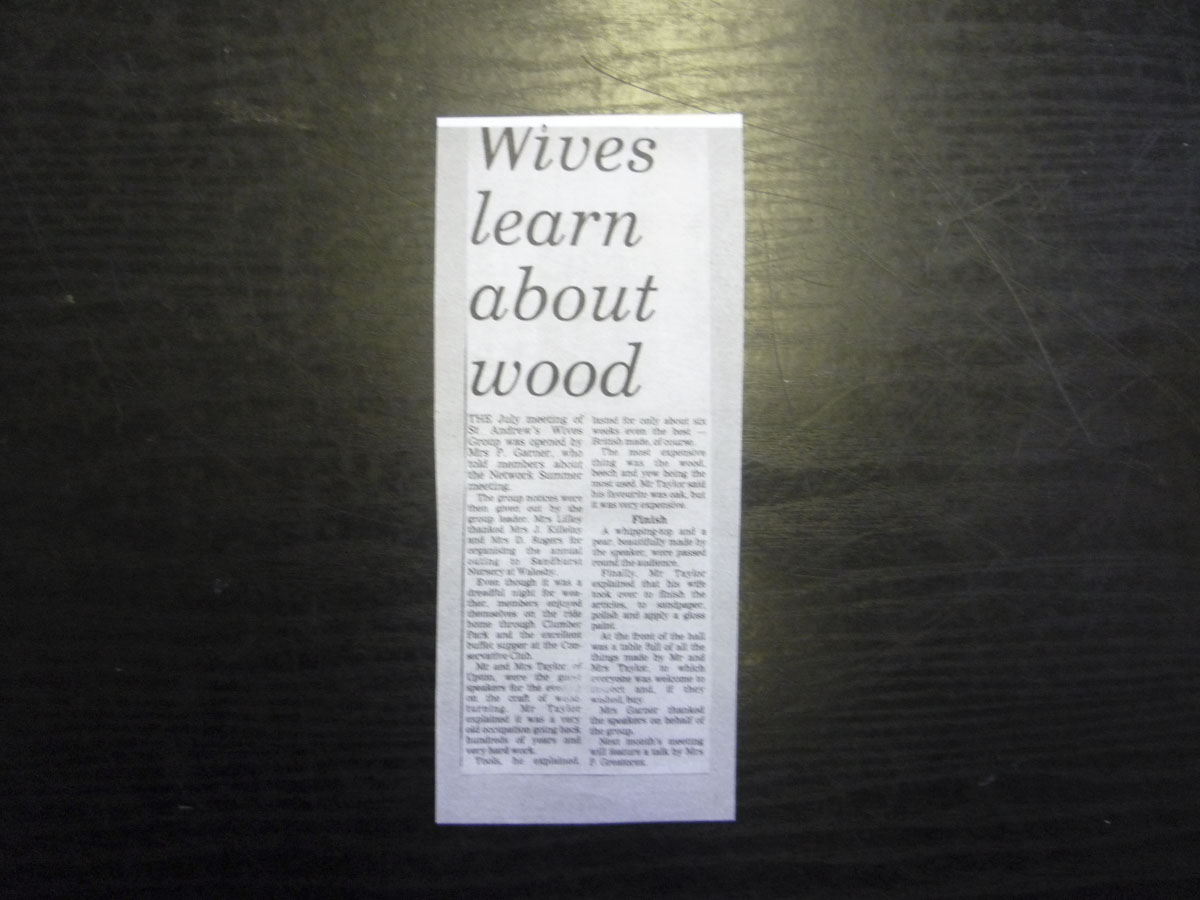 Wives
learn
about
wood
THE July meeting of
St Andrew's Wives
Group was opened by
Mrs P. Garner, who
told members about
the Network Summer
meeting.
The group notices were
then given out by the
group leader. Mrs Lilley
thanked Mrs J.
and Mrs D. Rogers for
organising the annual
outing to Sandhurst
Nursery at Walesby.
Even though it was a
dreadful night for wea-
ther, members enjoyed
themselves on the ride
home through Clumber
Park and the excellent
buffet supper at the Con-
servative Club.
Mr and Mrs Taylor, of
Upton, were the guest
speakers for the
on the craft of wood
turning. Mr Taylor
explained it was a very
old occupation going back
hundreds of years and
very hard work.
Tools, he explained,
lasted for only about six
weeks even the best —
British made, of course.
The most expensive
thing was the wood,
beech and yew being the
most used. Mr Taylor said
his favourite was oak, but
it was very expensive.
Finish
A whipping-top and a
pear, beautifully made by
the speaker, were passed
round the audience.
Finally, Mr Taylor
explained that his wife
took over to finish the
articles, to sandpaper,
polish and apply a gloss
paint.
At the front of the hall
was a table full of all the
things made by Mr and
Mrs Taylor, to which
everyone was welcome to
inspect and, if they
wished, buy.
Mrs Garner thanked
the speakers on behalf of
the group.
Next month's meeting
will feature a talk by Mrs
P.